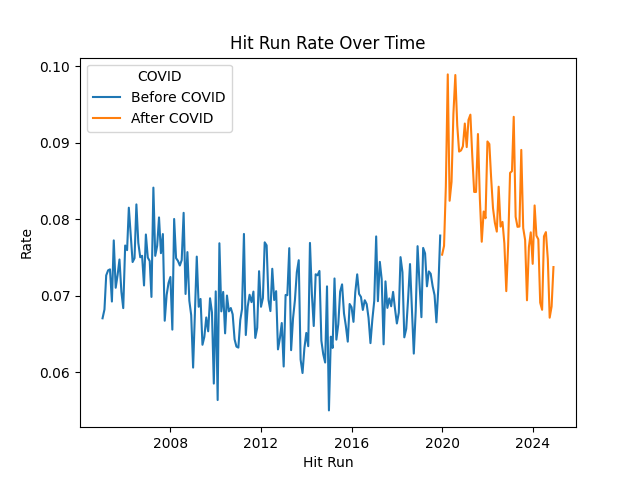 Hit Run Rate Over Time
COVID
Before COVID
After COVID
0.10
0.09
0.08
0.07
0.06
Rate
2008
2012
2016
2020
2024
Hit Run